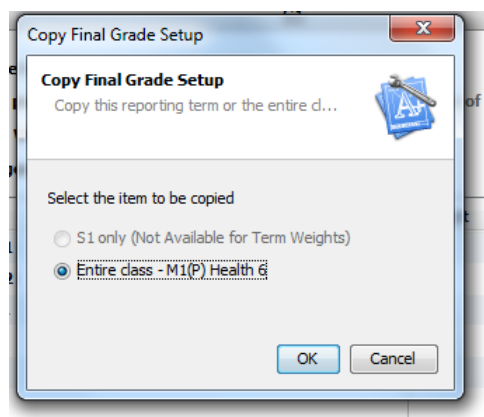 Copy Final Grade Setup
Copy Final Grade Setup
Copy this reporting term or the entire cl...
of
Select the item to be copied
S1 only (Not Available for Term Weights)
Entire class - M1(P) Health 6
OK
Cancel